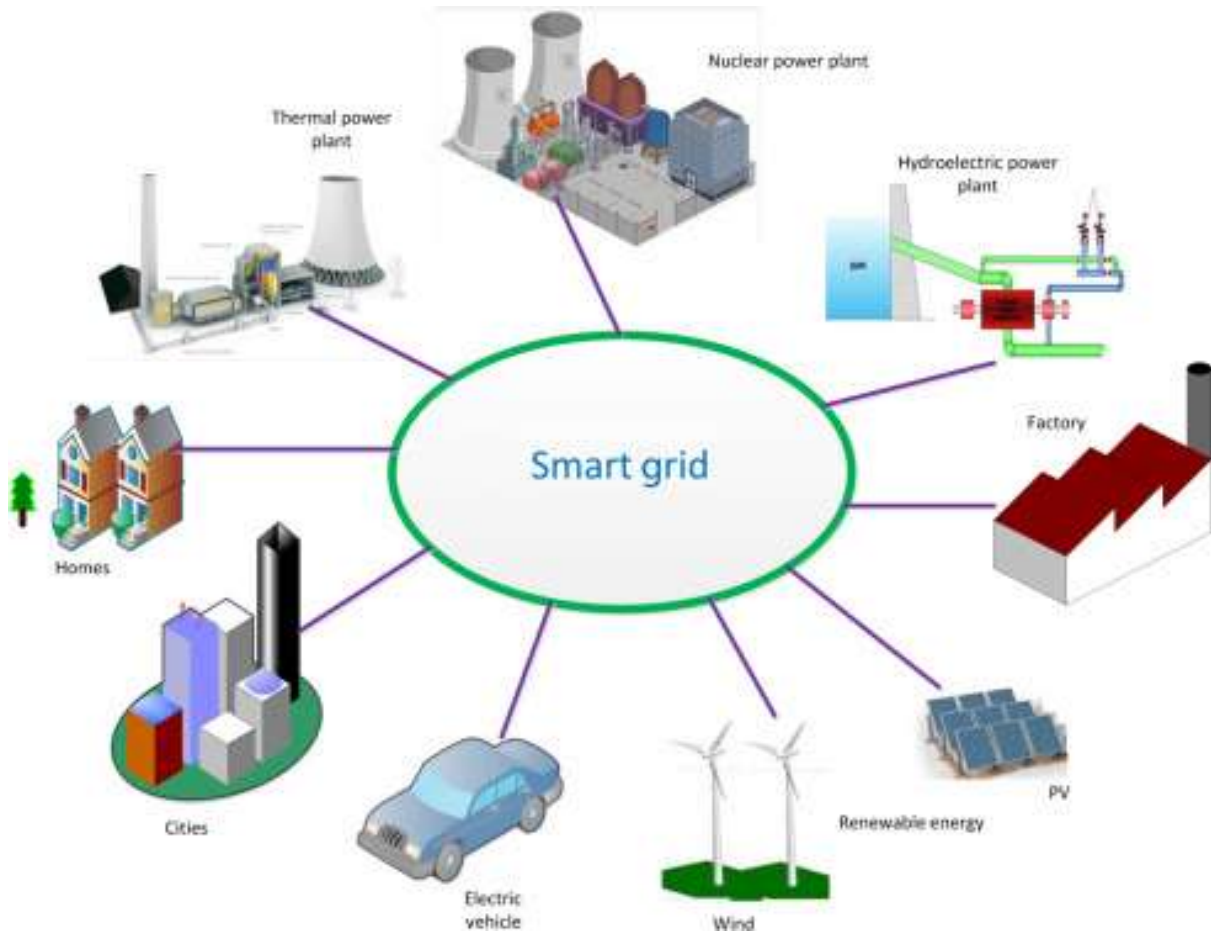 Nuclear power plant
Thermal power
plant
Hydroelectric power
plant
Factory
Smart grid
Homes
PV
Renewable energy
Cities
Electric
vehicle
Wind